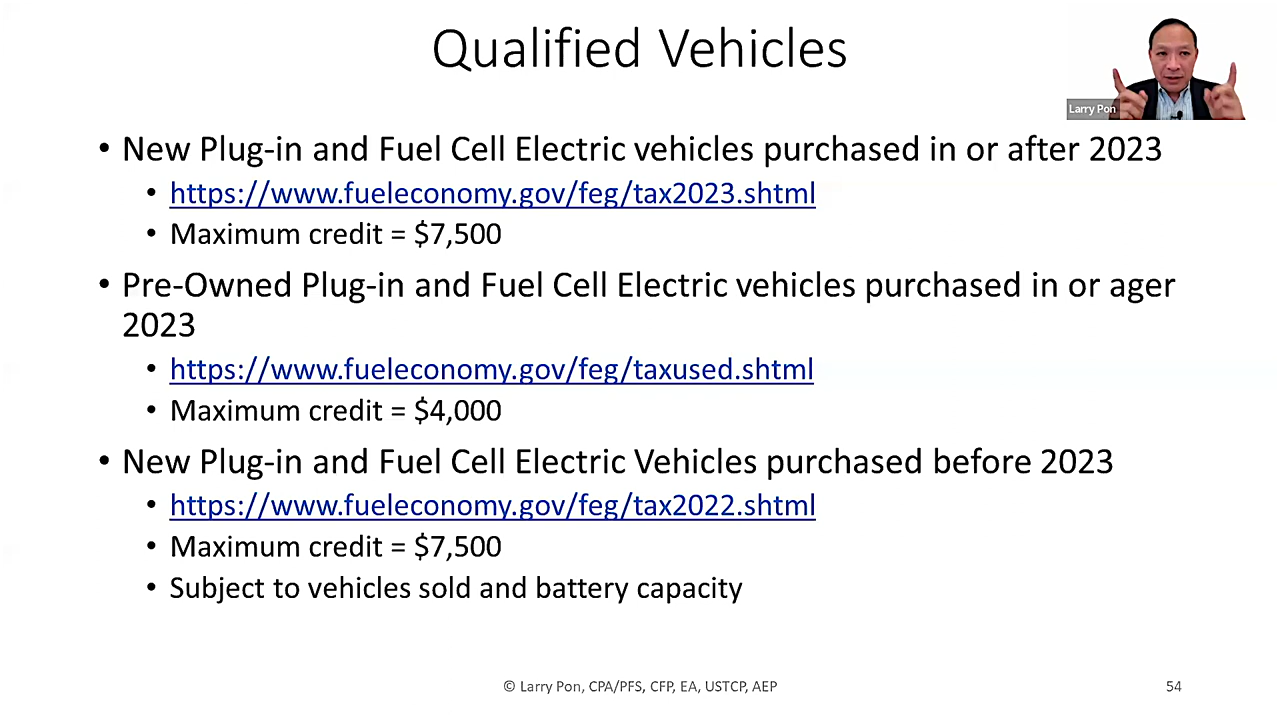 Qualified Vehicles
Larry Pon
• New Plug-in and Fuel Cell Electric vehicles purchased in or after 2023
• https://www.fueleconomy.gov/feg/tax2023.shtml
• Maximum credit = $7,500
• Pre-Owned Plug-in and Fuel Cell Electric vehicles purchased in or ager
2023
• https://www.fueleconomy.gov/feg/taxused.shtml
• Maximum credit = $4,000
• New Plug-in and Fuel Cell Electric Vehicles purchased before 2023
• https://www.fueleconomy.gov/feg/tax2022.shtml
• Maximum credit = $7,500
• Subject to vehicles sold and battery capacity
© Larry Pon, CPA/PFS, CFP, EA, USTCP, AEP
54